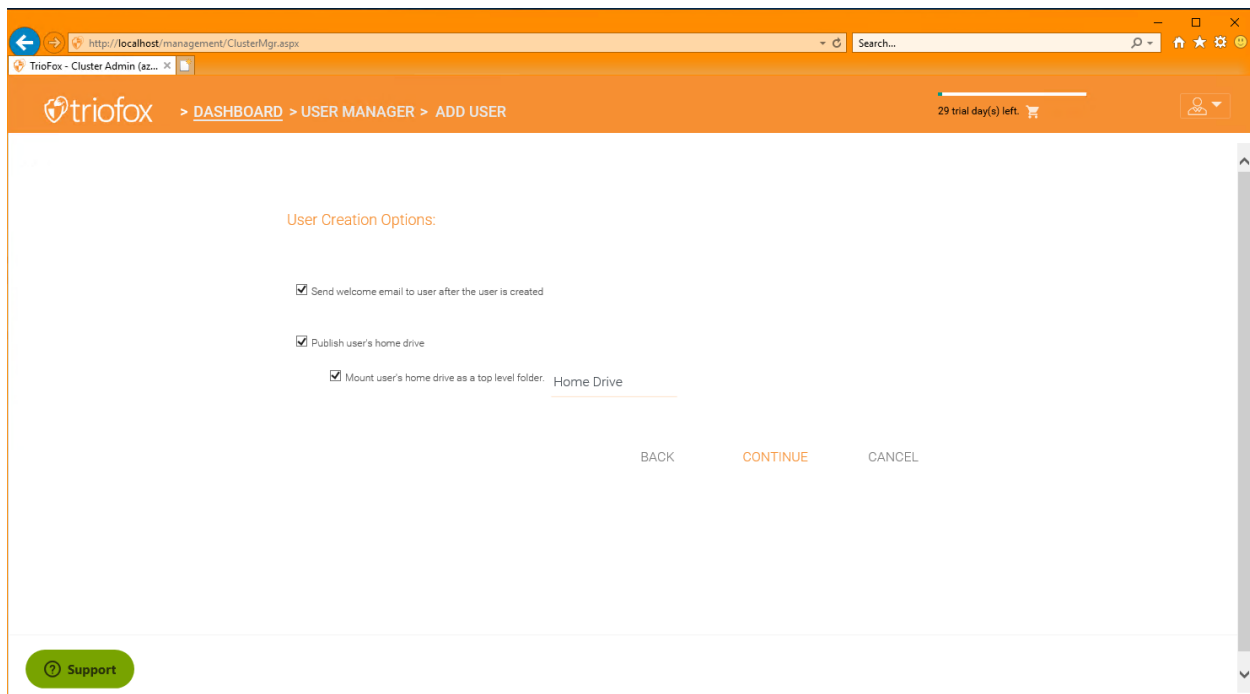 http://localhost/management/ClusterMgr.aspx
Search...
TrioFox - Cluster Admin (az...
triofox > DASHBOARD > USER MANAGER > ADD USER
29 trial day(s) left.
User Creation Options:
Send welcome email to user after the user is created
Publish user's home drive
Mount user's home drive as a top level folder. Home Drive
BACK CONTINUE CANCEL
Support